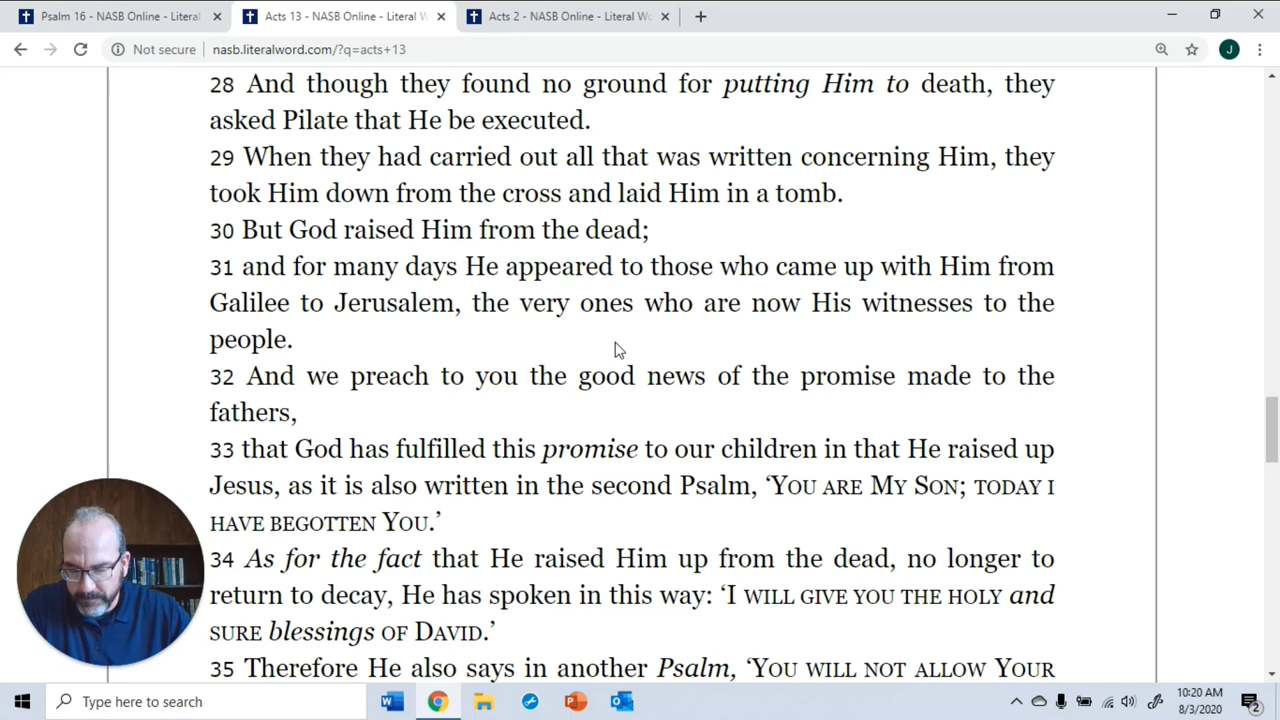 Psalm 16 - NASB Online - Literal
Acts 13 - NASB Online - Literal W
Acts 2 - NASB Online - Literal Wo
Not secure
nasb.literalword.com/?q=acts+13
J
28 And though they found no ground for putting Him to death, they
asked Pilate that He be executed.
29 When they had carried out all that was written concerning Him, they
took Him down from the cross and laid Him in a tomb.
30 But God raised Him from the dead;
31 and for many days He appeared to those who came up with Him from
Galilee to Jerusalem, the very ones who are now His witnesses to the
people.
32 And we preach to you the good news of the promise made to the
fathers,
33 that God has fulfilled this promise to our children in that He raised up
Jesus, as it is also written in the second Psalm, ‘YOU ARE MY SON; TODAY I
HAVE BEGOTTEN YOU.’
34 As for the fact that He raised Him up from the dead, no longer to
return to decay, He has spoken in this way: ‘I WILL GIVE YOU THE HOLY and
SURE blessings OF DAVID.’
35 Therefore He also says in another Psalm, ‘YOU WILL NOT ALLOW YOUR
Type here to search
10:20 AM
8/3/2020
2